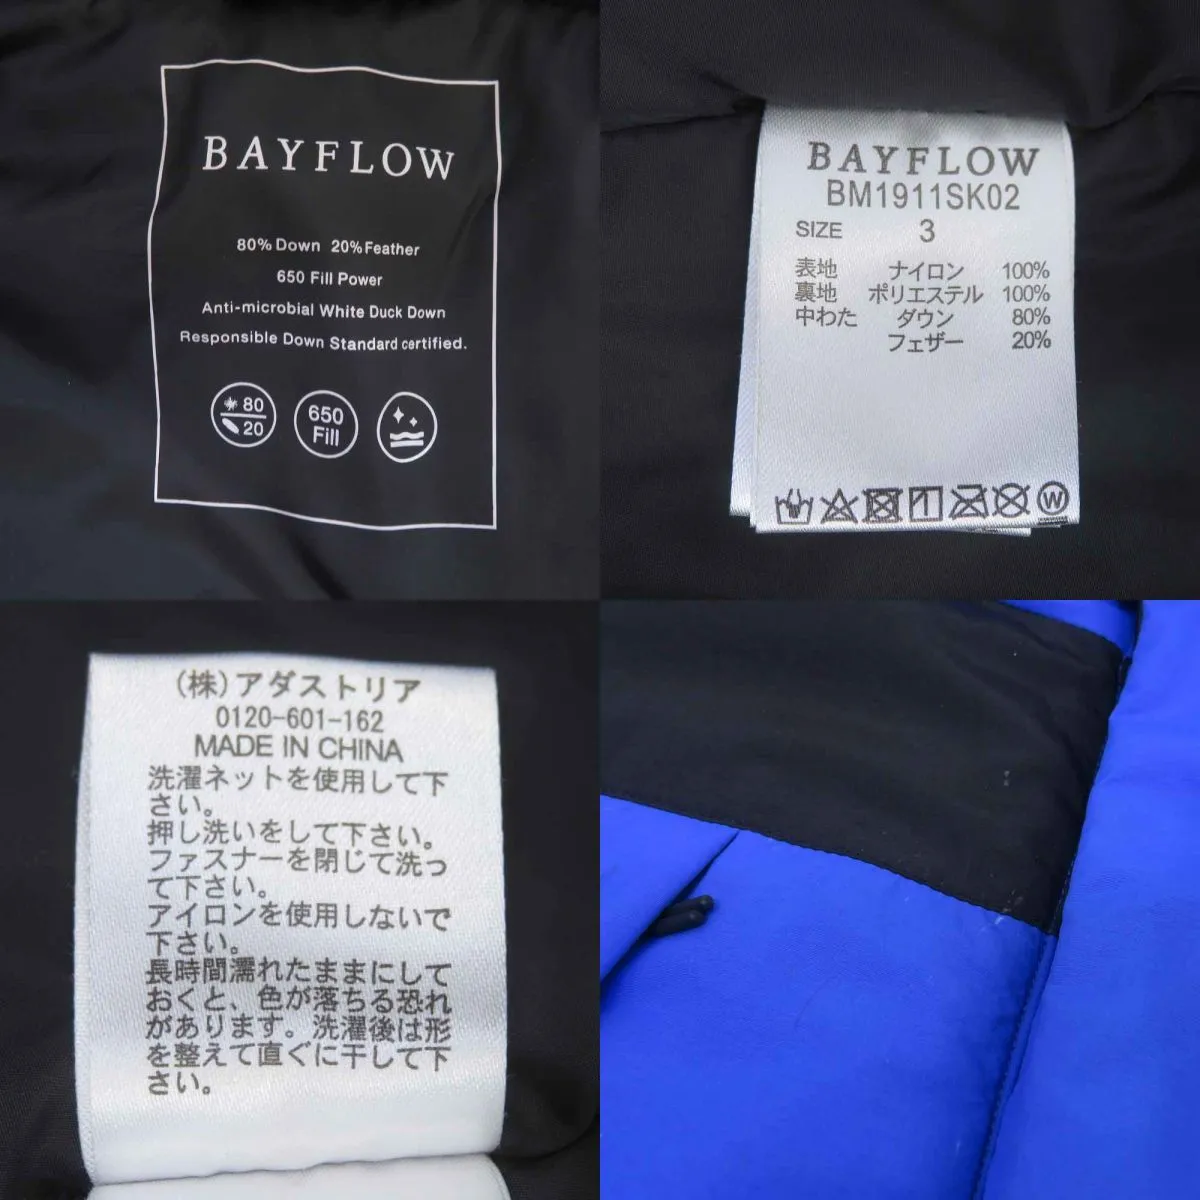 BAYFLOW
80% Down 20% Feather
650 Fill Power
Anti-microbial White Duck Down
Responsible Down Standard certified.
80
20
650
Fill
BAYFLOW
BM1911SK02
SIZE 3
表地 ナイロン 100%
裏地 ポリエステル 100%
中わた ダウン 80%
フェザー 20%
W
(株)アダストリア
0120-601-162
MADE IN CHINA
洗濯ネットを使用して下
さい。
押し洗いをして下さい。
ファスナーを閉じて洗っ
て下さい。
アイロンを使用しないで
下さい。
長時間濡れたままにして
おくと、色が落ちる恐れ
があります。洗濯後は形
を整えて直ぐに干して下
さい。